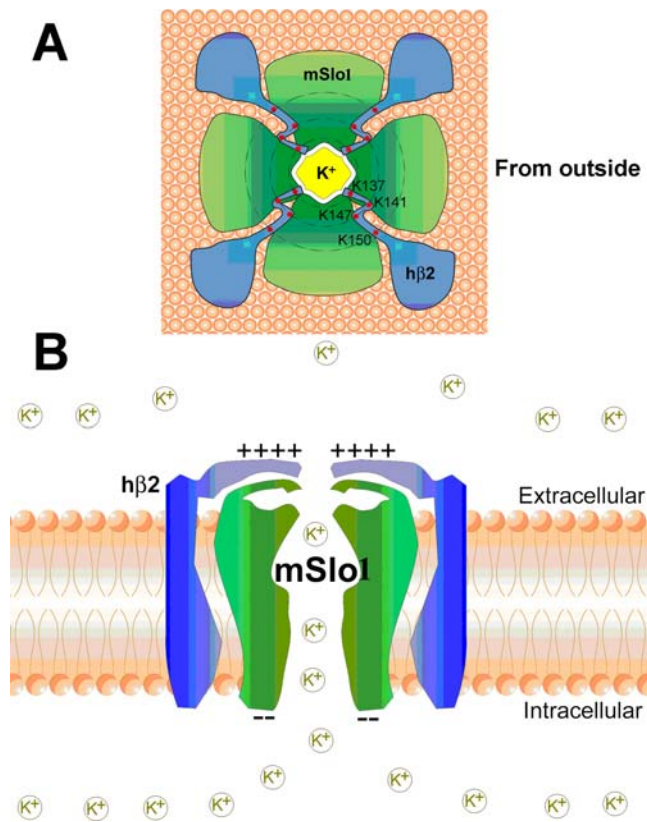 A
mSlo1
K⁺
From outside
K137
K141
K147
K150
hβ2
B
K⁺
K⁺
K⁺
K⁺
K⁺
K⁺
K⁺
++++ ++++
hβ2
Extracellular
K⁺
mSlo1
K⁺
K⁺
-- --
Intracellular
K⁺
K⁺
K⁺
K⁺
K⁺
K⁺
K⁺
K⁺
K⁺
K⁺
K⁺